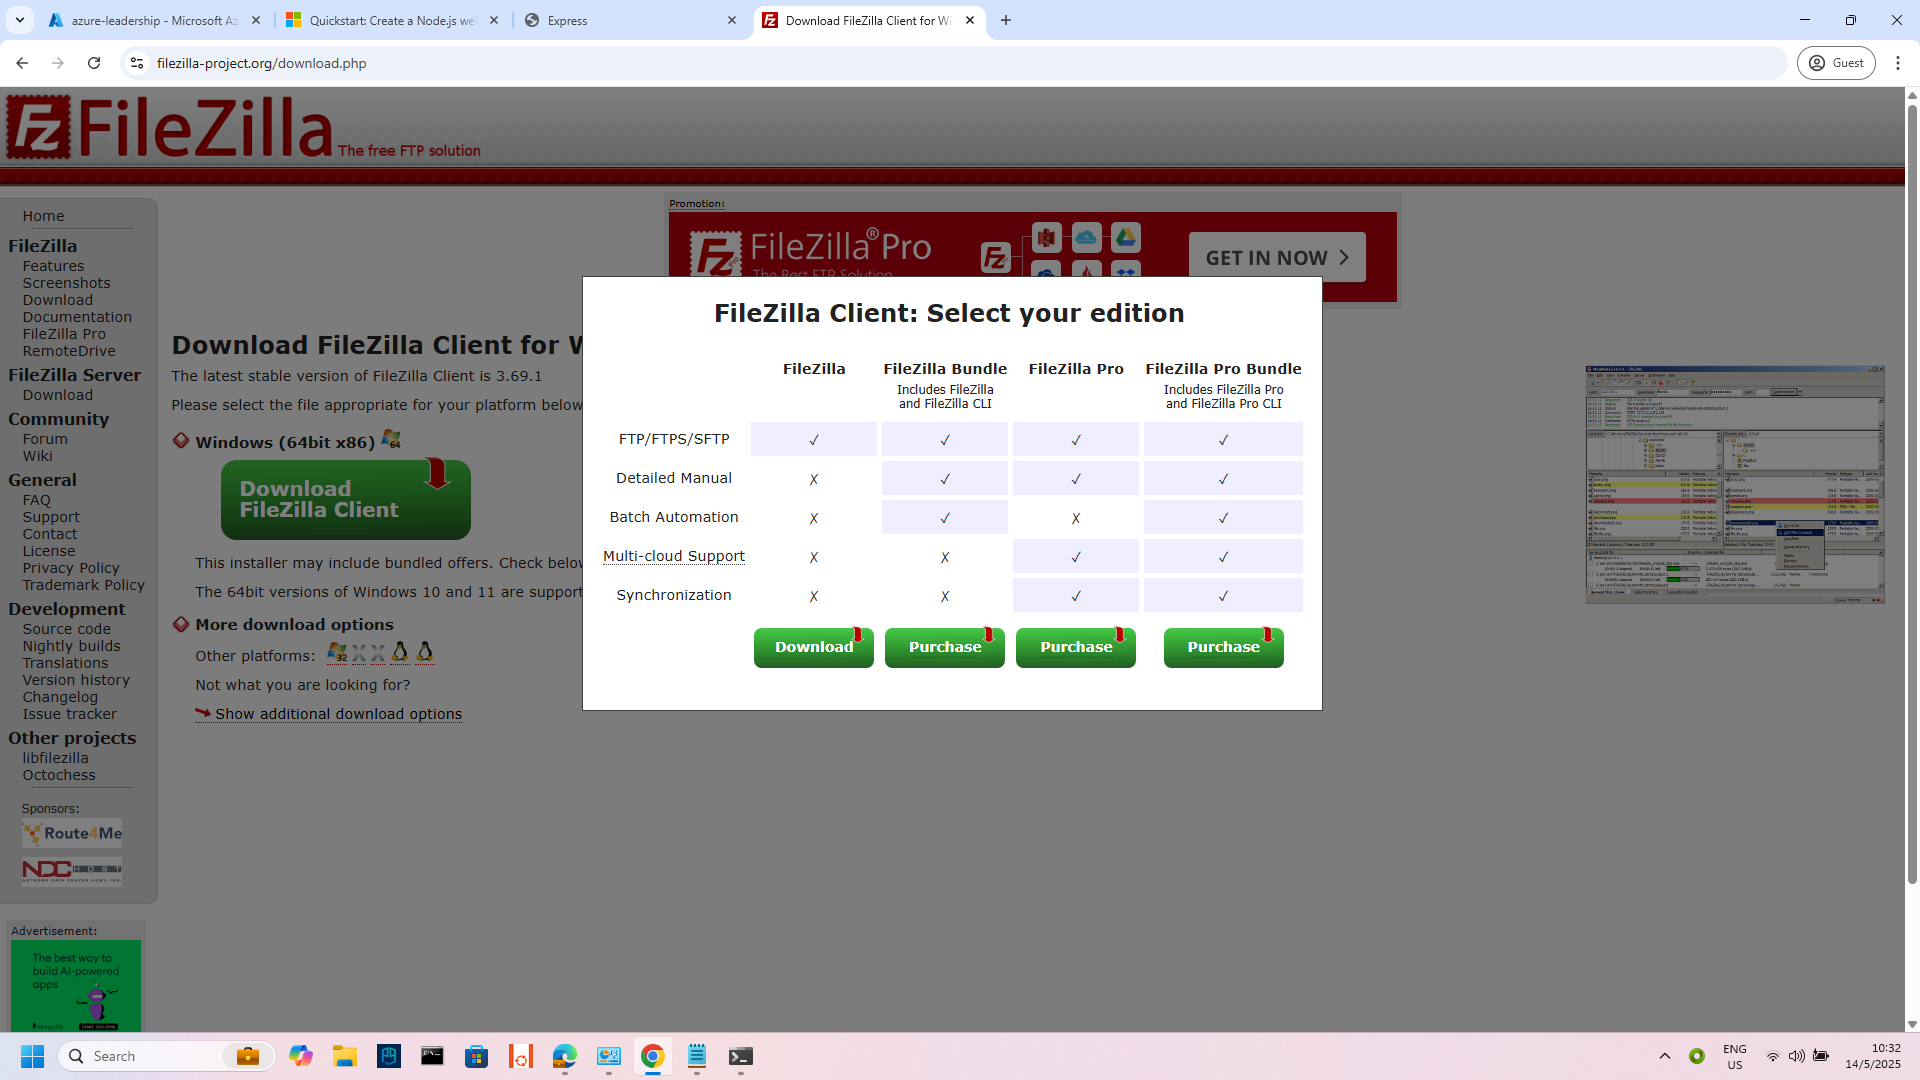 azure-leadership - Microsoft Az
Quickstart: Create a Node.js we
Express
Download FileZilla Client for Wi
filezilla-project.org/download.php
Guest
FileZilla The free FTP solution
Promotion:
FileZilla® Pro
The Best FTP Solution
GET IN NOW
Home
FileZilla
Features
Screenshots
Download
Documentation
FileZilla Pro
RemoteDrive
FileZilla Server
Download
Community
Forum
Wiki
General
FAQ
Support
Contact
License
Privacy Policy
Trademark Policy
Development
Source code
Nightly builds
Translations
Version history
Changelog
Issue tracker
Other projects
libfilezilla
Octochess
Sponsors:
Route4Me
NDC HOST
Advertisement:
The best way to
build AI-powered
apps
Download FileZilla Client for W
The latest stable version of FileZilla Client is 3.69.1
Please select the file appropriate for your platform below
Windows (64bit x86)
Download
FileZilla Client
This installer may include bundled offers. Check below
The 64bit versions of Windows 10 and 11 are support
More download options
Other platforms:
Not what you are looking for?
Show additional download options
FileZilla Client: Select your edition
FileZilla FileZilla Bundle FileZilla Pro FileZilla Pro Bundle
Includes FileZilla Includes FileZilla Pro
and FileZilla CLI and FileZilla Pro CLI
FTP/FTPS/SFTP ✓ ✓ ✓ ✓
Detailed Manual ✗ ✓ ✓ ✓
Batch Automation ✗ ✓ ✗ ✓
Multi-cloud Support ✗ ✗ ✓ ✓
Synchronization ✗ ✗ ✓ ✓
Download Purchase Purchase Purchase
Search
ENG
US
10:32
14/5/2025